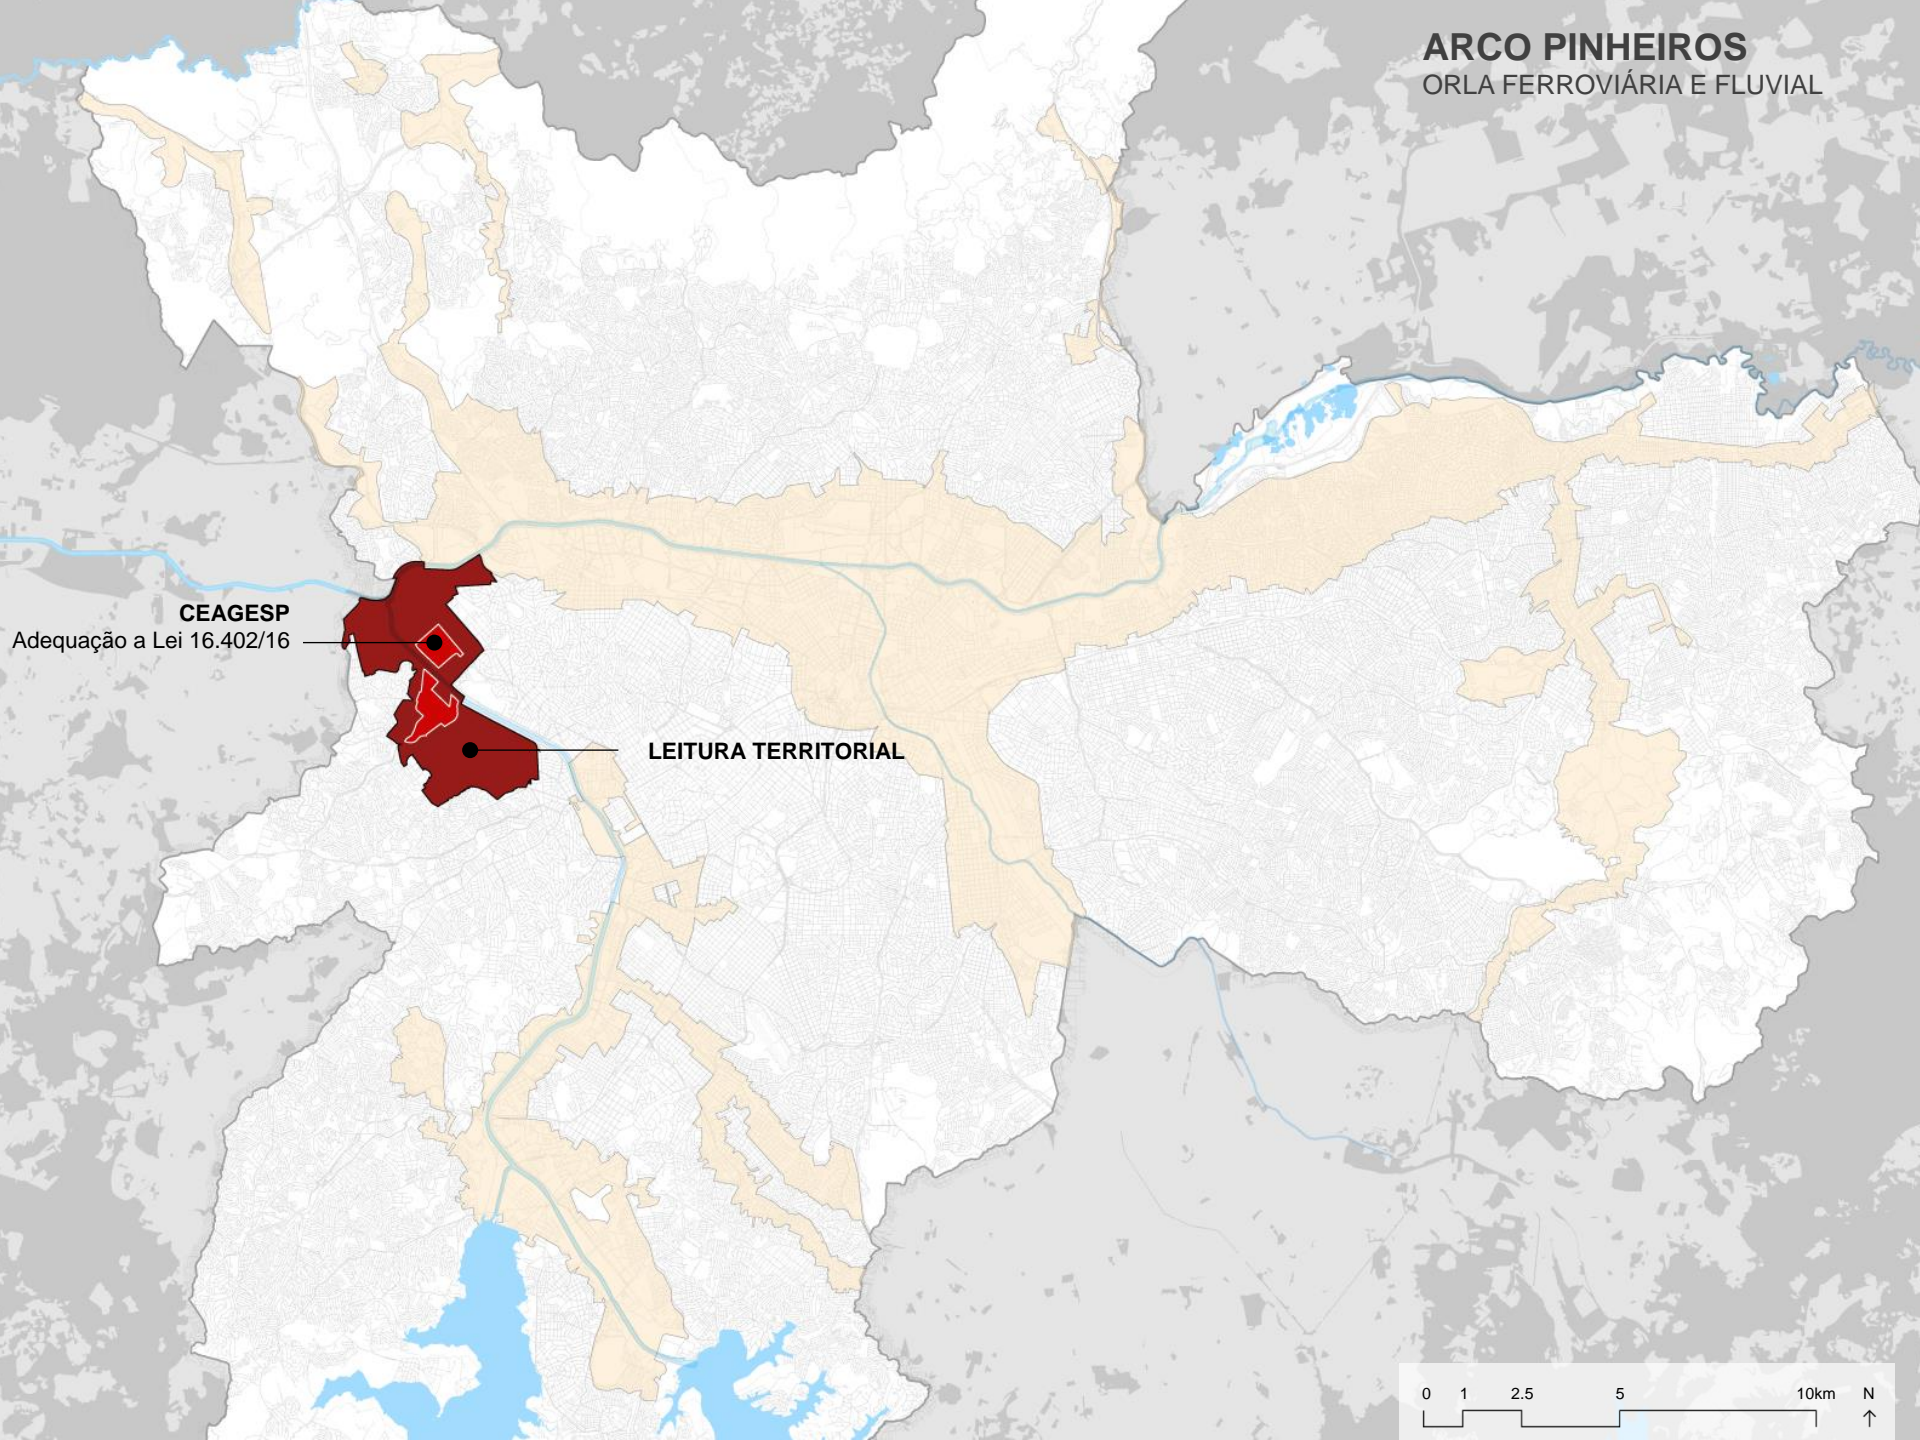 ARCO PINHEIROS
ORLA FERROVIÁRIA E FLUVIAL
CEAGESP
Adequação a Lei 16.402/16
LEITURA TERRITORIAL
0 1 2.5 5 10km N